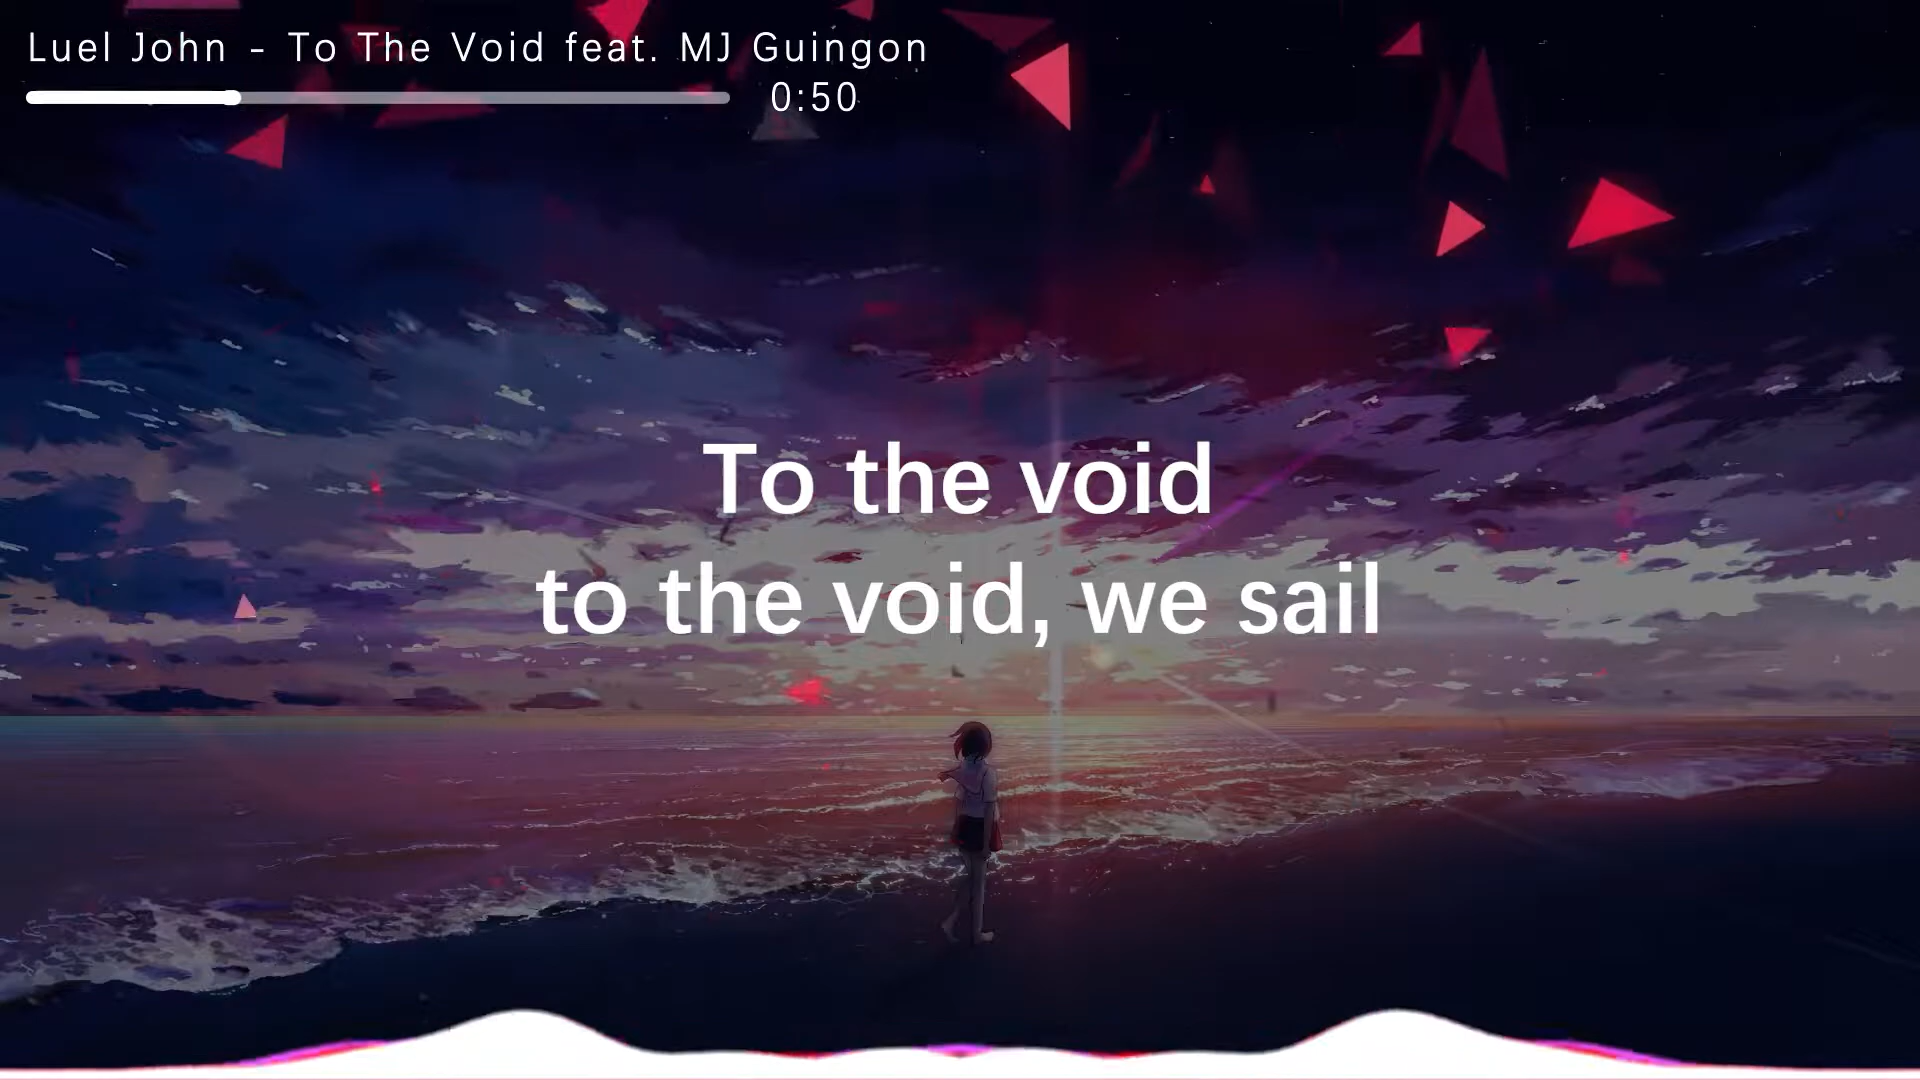 Luel John - To The Void feat. MJ Guingon
0:50
To the void
to the void, we sail